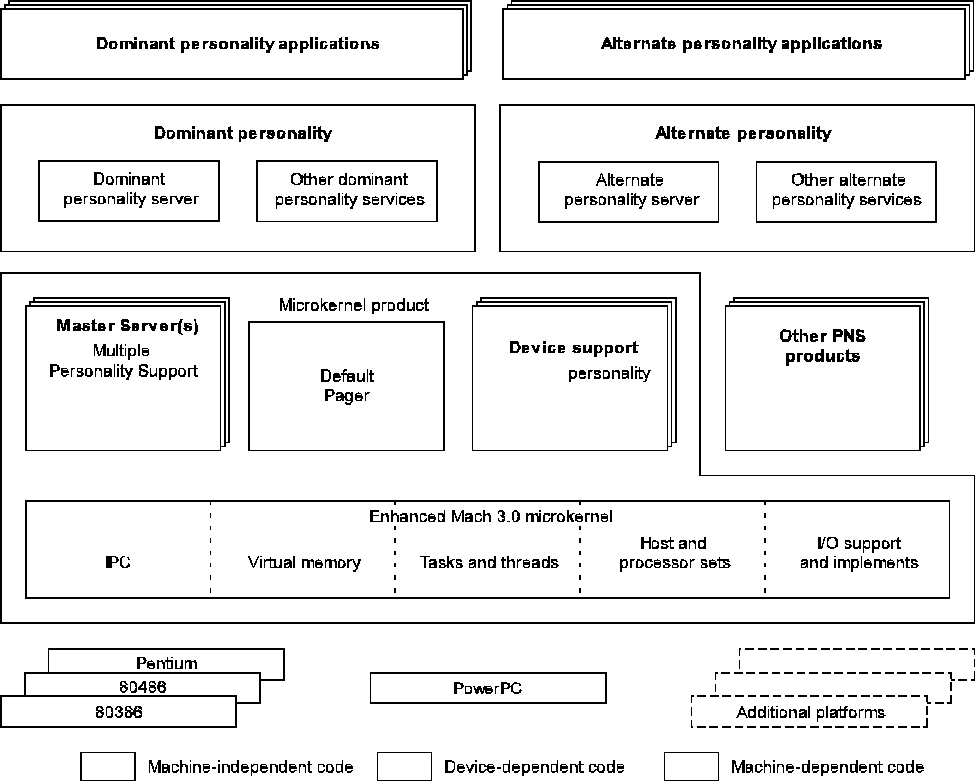 Dominant personality applications
Alternate personality applications
Dominant personality
Dominant
personality server
Other dominant
personality services
Alternate personality
Alternate
personality server
Other alternate
personality services
Microkernel product
Master Server(s)
Multiple
Personality Support
Default
Pager
Device support
personality
Other PNS
products
Enhanced Mach 3.0 microkernel
IPC
Virtual memory
Tasks and threads
Host and
processor sets
I/O support
and implements
Pentium
80486
80386
PowerPC
Additional platforms
Machine-independent code
Device-dependent code
Machine-dependent code